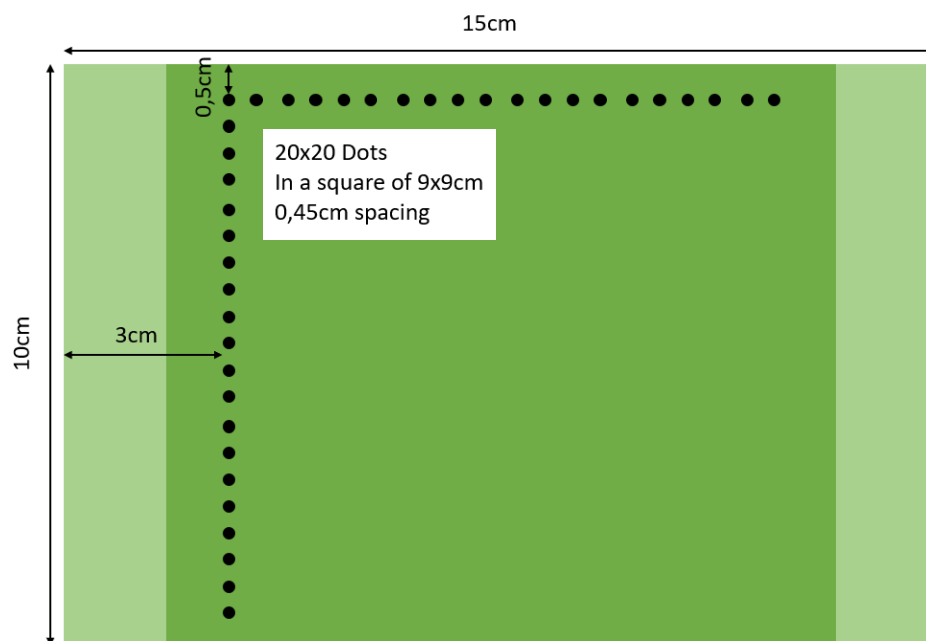 15cm
0,5cm
20x20 Dots
In a square of 9x9cm
0,45cm spacing
3cm
10cm